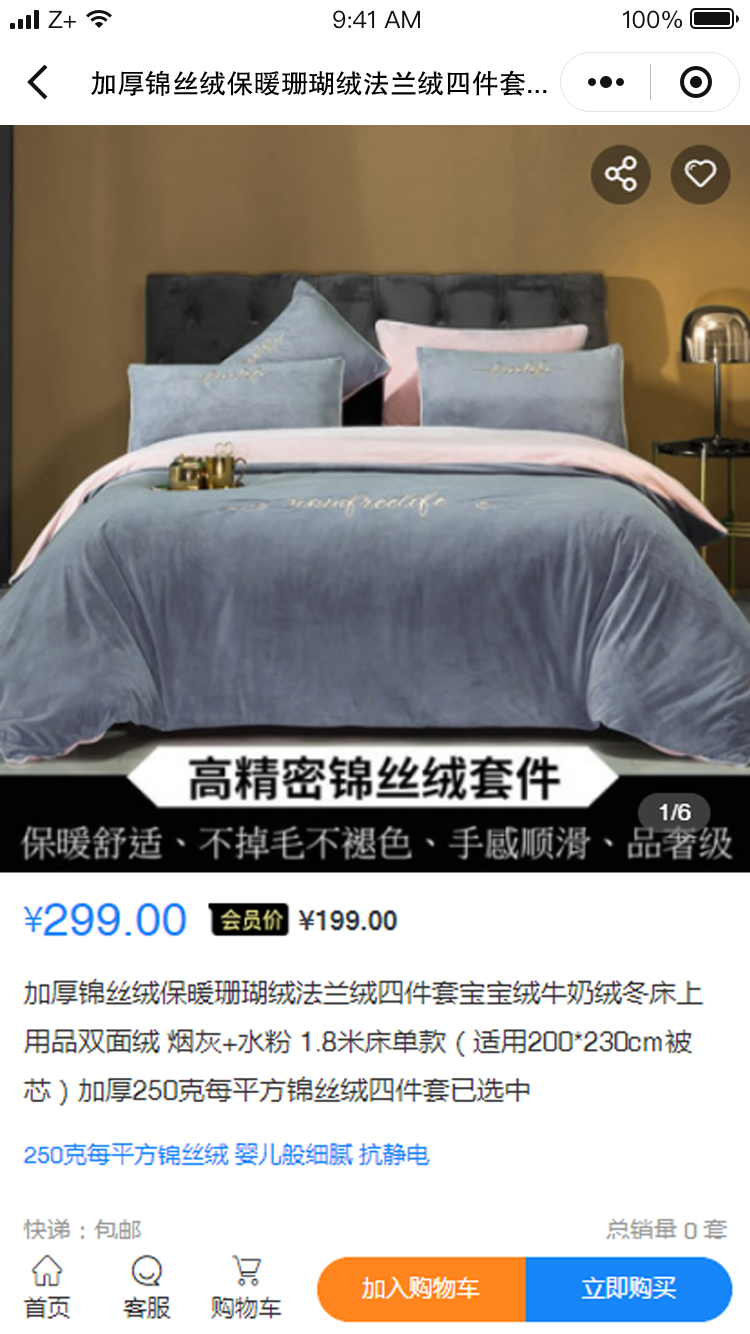 Z+ 9:41 AM 100%
加厚锦丝绒保暖珊瑚绒法兰绒四件套...
高精密锦丝绒套件
1/6
保暖舒适、不掉毛不褪色、手感顺滑、品奢级
¥299.00 会员价 ¥199.00
加厚锦丝绒保暖珊瑚绒法兰绒四件套宝宝绒牛奶绒冬床上
用品双面绒 烟灰+水粉 1.8米床单款（适用200*230cm被
芯）加厚250克每平方锦丝绒四件套已选中
250克每平方锦丝绒 婴儿般细腻 抗静电
快递：包邮 总销量 0 套
首页 客服 购物车 加入购物车 立即购买